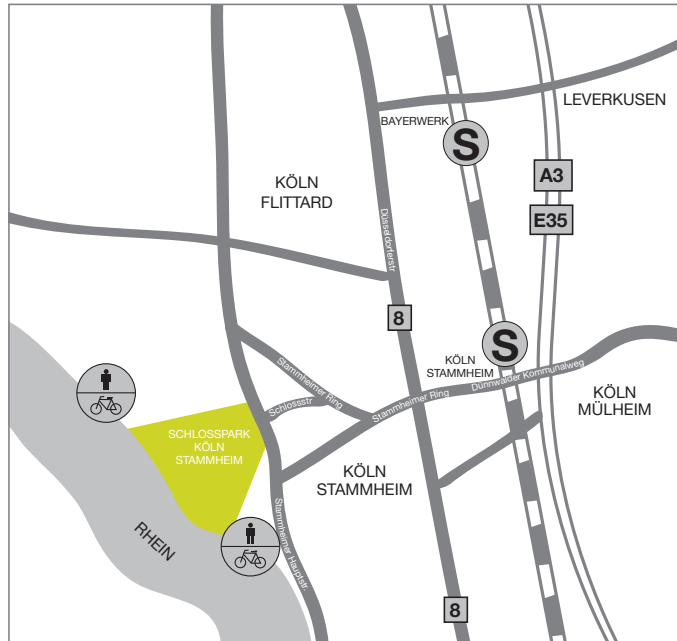 LEVERKUSEN
BAYERWERK
S
A3
E35
KÖLN
FLITTARD
Düsseldorferstr
8
S
KÖLN
STAMMHEIM
Stammheimer Ring
Schlossstr
Stammheimer Ring
Dünnwalder Kommunalweg
KÖLN
MÜLHEIM
SCHLOSSPARK
KÖLN
STAMMHEIM
KÖLN
STAMMHEIM
RHEIN
Stammheimer Hauptstr.
8